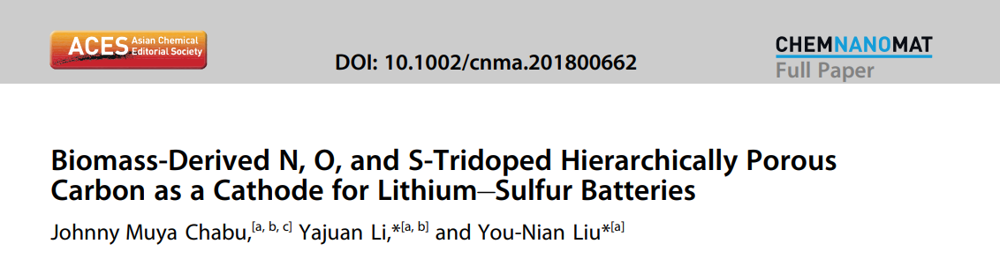 ACES Asian Chemical
Editorial Society
DOI: 10.1002/cnma.201800662
CHEMNANOMAT
Full Paper
Biomass-Derived N, O, and S-Tridoped Hierarchically Porous
Carbon as a Cathode for Lithium–Sulfur Batteries
Johnny Muya Chabu,[a, b, c] Yajuan Li,*[a, b] and You-Nian Liu*[a]